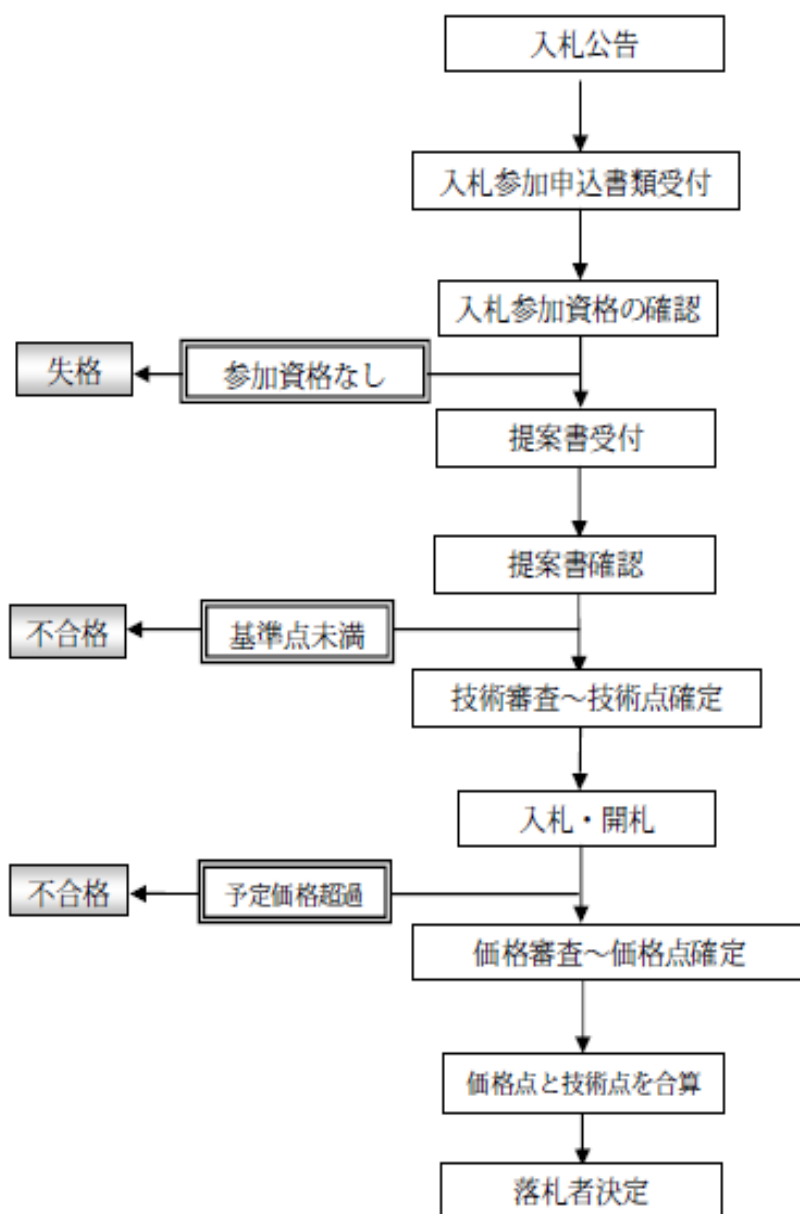 入札公告
入札参加申込書類受付
入札参加資格の確認
失格
参加資格なし
提案書受付
提案書確認
不合格
基準点未満
技術審査～技術点確定
入札・開札
不合格
予定価格超過
価格審査～価格点確定
価格点と技術点を合算
落札者決定